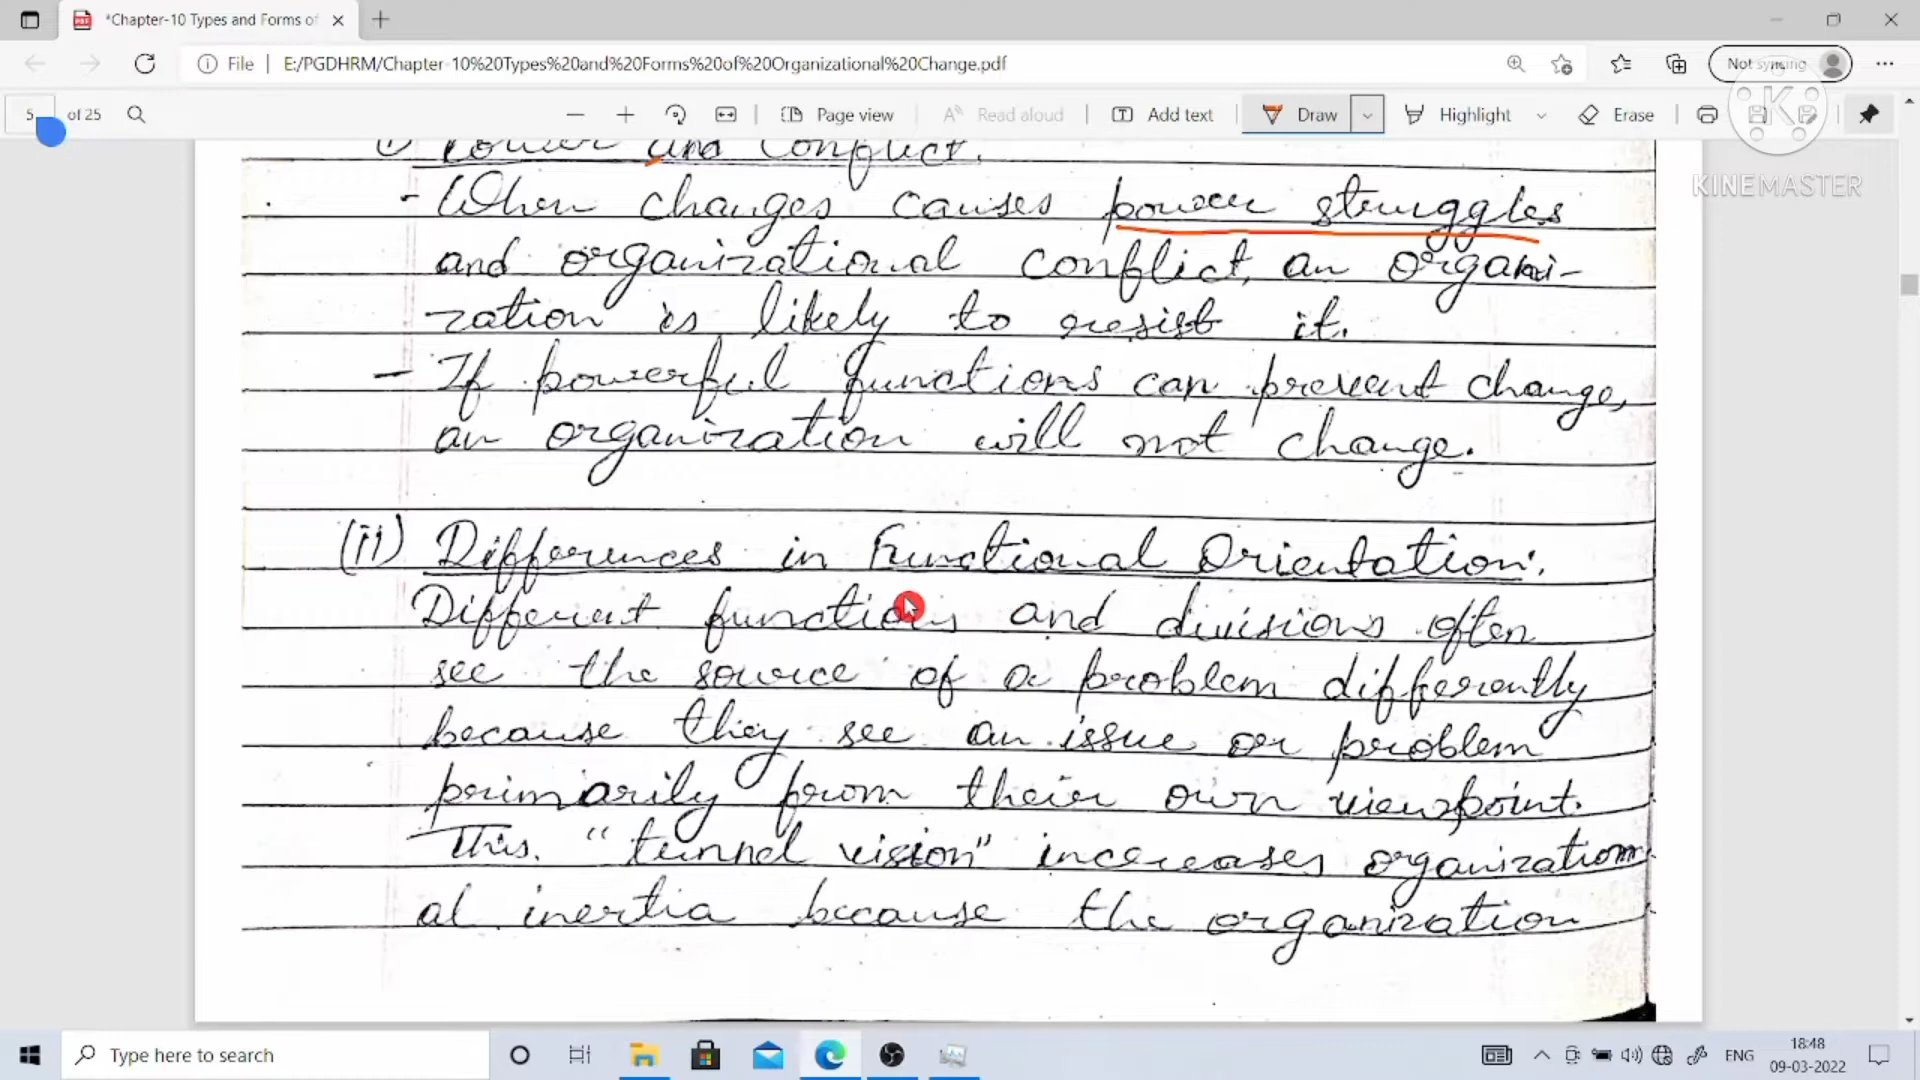 *Chapter-10 Types and Forms of
File | E:/PGDHRM/Chapter-10%20Types%20and%20Forms%20of%20Organizational%20Change.pdf
Not syncing
5 of 25
Page view
Read aloud
Add text
Draw
Highlight
Erase
K
KINEMASTER
i) Power and Conflict.
- When changes causes power struggles
and organizational conflict, an organi-
zation is likely to resist it.
- If powerful functions can prevent change,
an organization will not change.
(ii) Differences in Functional Orientation:
Different functions and divisions often
see the source of a problem differently
because they see an issue or problem
primarily from their own viewpoint.
This "tunnel vision" increases organization
al inertia because the organization
Type here to search
ENG
18:48
09-03-2022